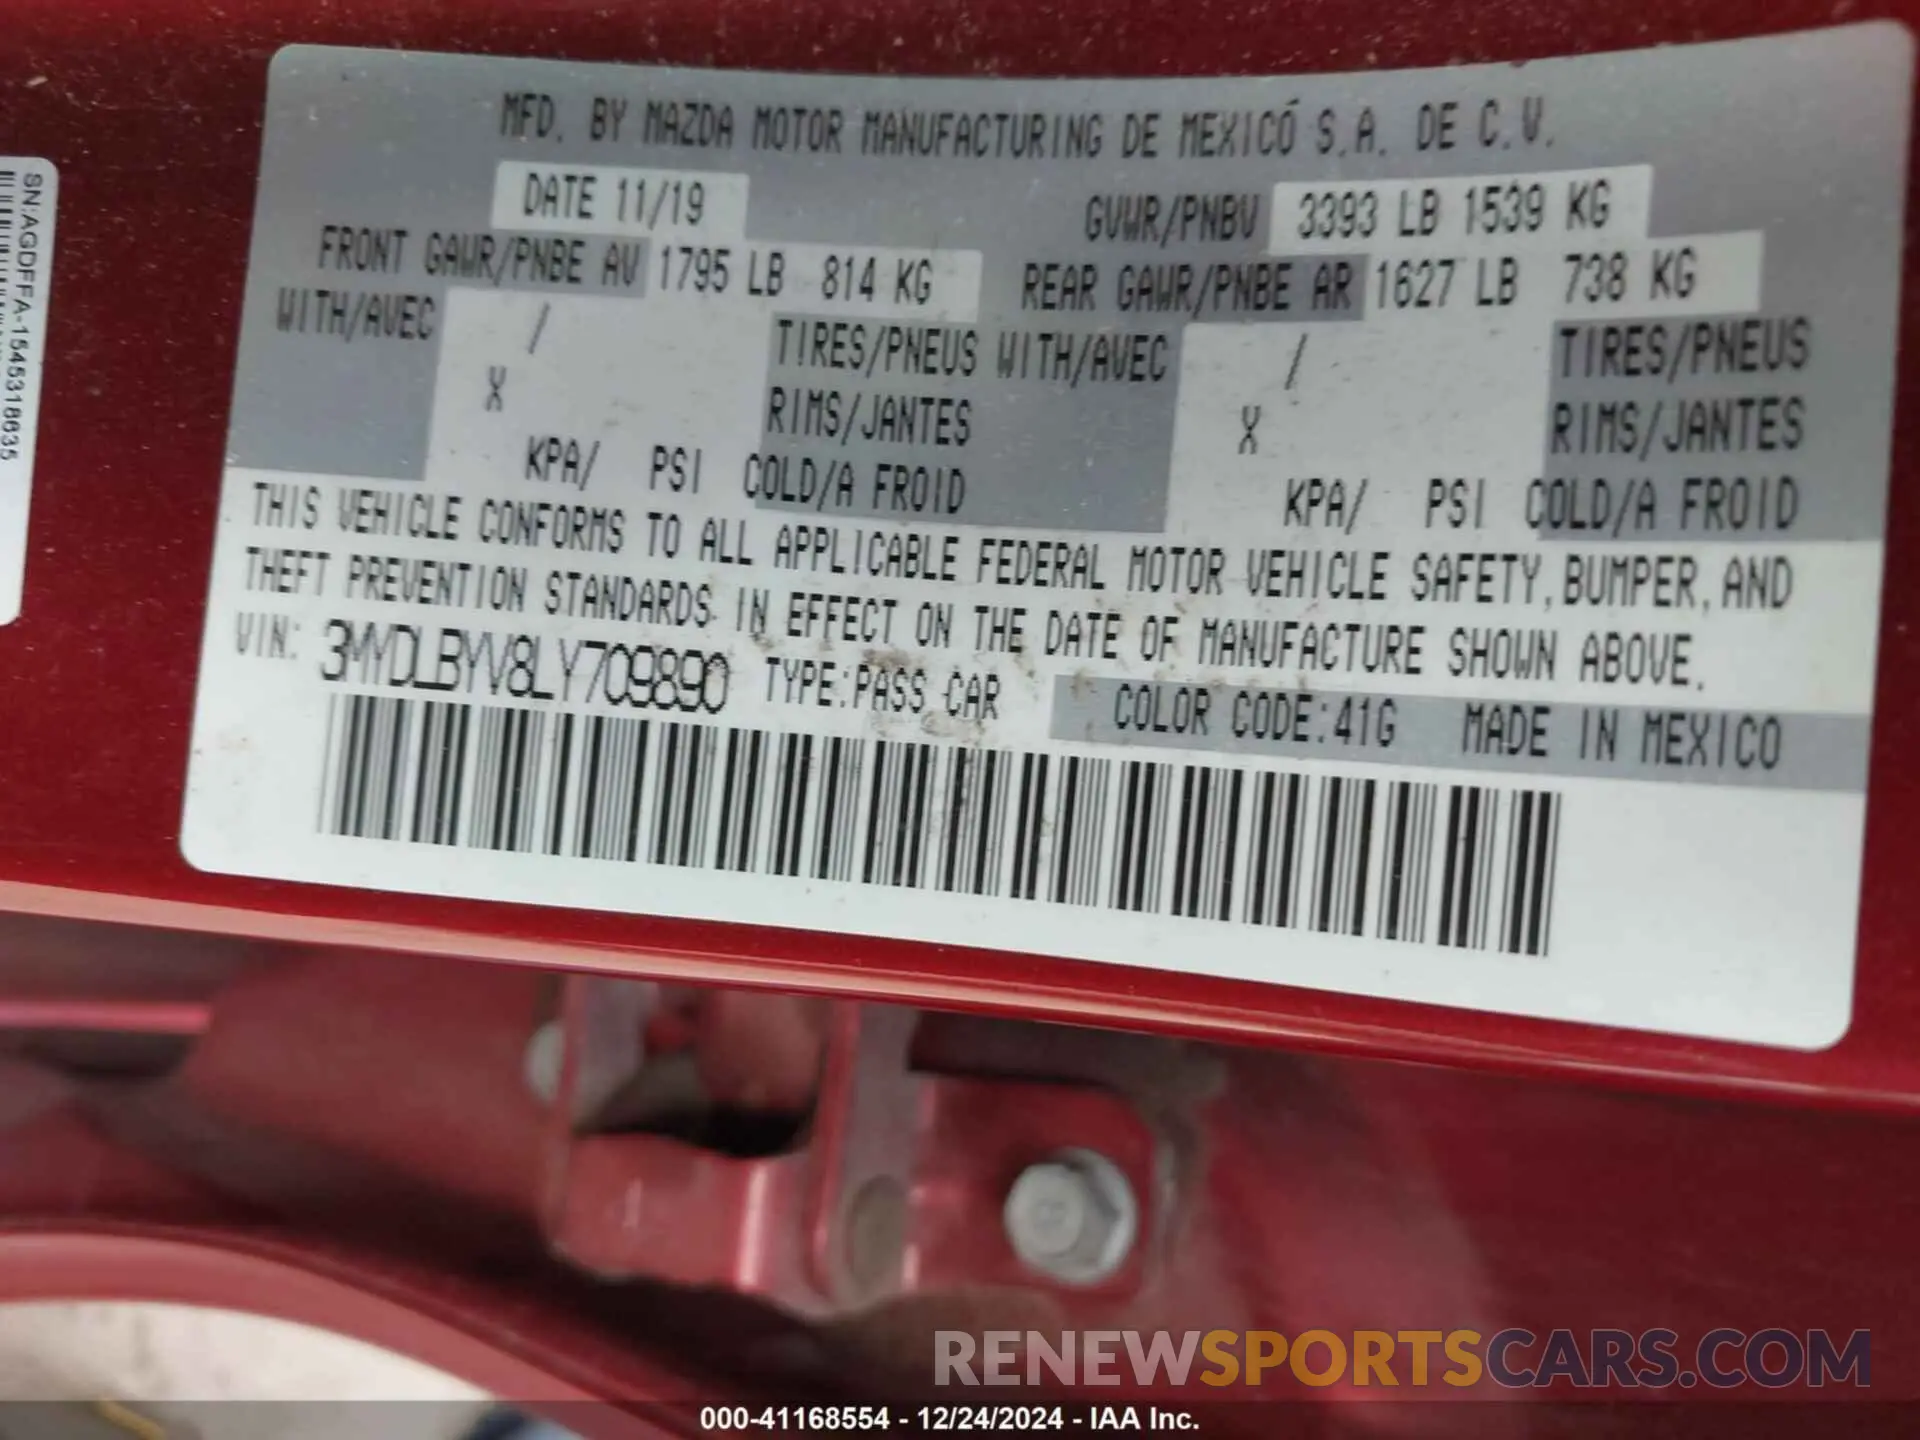 MFD. BY MAZDA MOTOR MANUFACTURING DE MEXICÓ S.A. DE C.V.
DATE 11/19 GVWR/PNBV 3393 LB 1539 KG
FRONT GAWR/PNBE AV 1795 LB 814 KG REAR GAWR/PNBE AR 1627 LB 738 KG
WITH/AVEC / TIRES/PNEUS WITH/AVEC / TIRES/PNEUS
X RIMS/JANTES X RIMS/JANTES
KPA/ PSI COLD/A FROID KPA/ PSI COLD/A FROID
THIS VEHICLE CONFORMS TO ALL APPLICABLE FEDERAL MOTOR VEHICLE SAFETY, BUMPER, AND
THEFT PREVENTION STANDARDS IN EFFECT ON THE DATE OF MANUFACTURE SHOWN ABOVE.
VIN: 3MYDLBYV8LY709890 TYPE:PASS CAR COLOR CODE:41G MADE IN MEXICO
SN:AGDFFA-1545318635
RENEWSPORTSCARS.COM
000-41168554 - 12/24/2024 - IAA Inc.